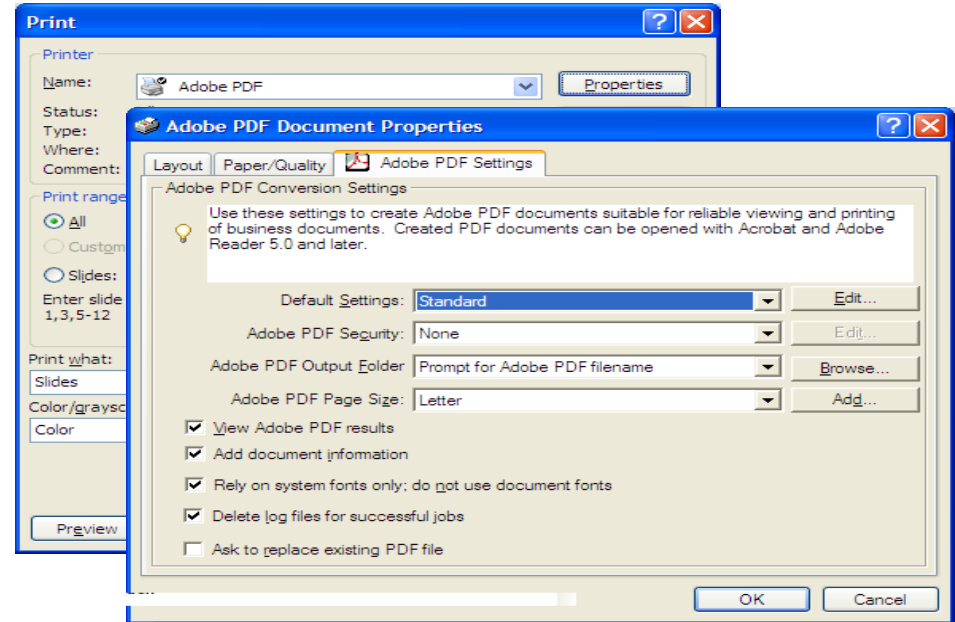 Print
Printer
Name: Adobe PDF Properties
Status:
Type:
Where:
Comment:
Print range
All
Custom
Slides:
Enter slide
1,3,5-12
Print what:
Slides
Color/graysc
Color
Preview
Adobe PDF Document Properties
Layout Paper/Quality Adobe PDF Settings
Adobe PDF Conversion Settings
Use these settings to create Adobe PDF documents suitable for reliable viewing and printing
of business documents. Created PDF documents can be opened with Acrobat and Adobe
Reader 5.0 and later.
Default Settings: Standard Edit...
Adobe PDF Security: None Edit...
Adobe PDF Output Folder Prompt for Adobe PDF filename Browse...
Adobe PDF Page Size: Letter Add...
View Adobe PDF results
Add document information
Rely on system fonts only; do not use document fonts
Delete log files for successful jobs
Ask to replace existing PDF file
OK Cancel